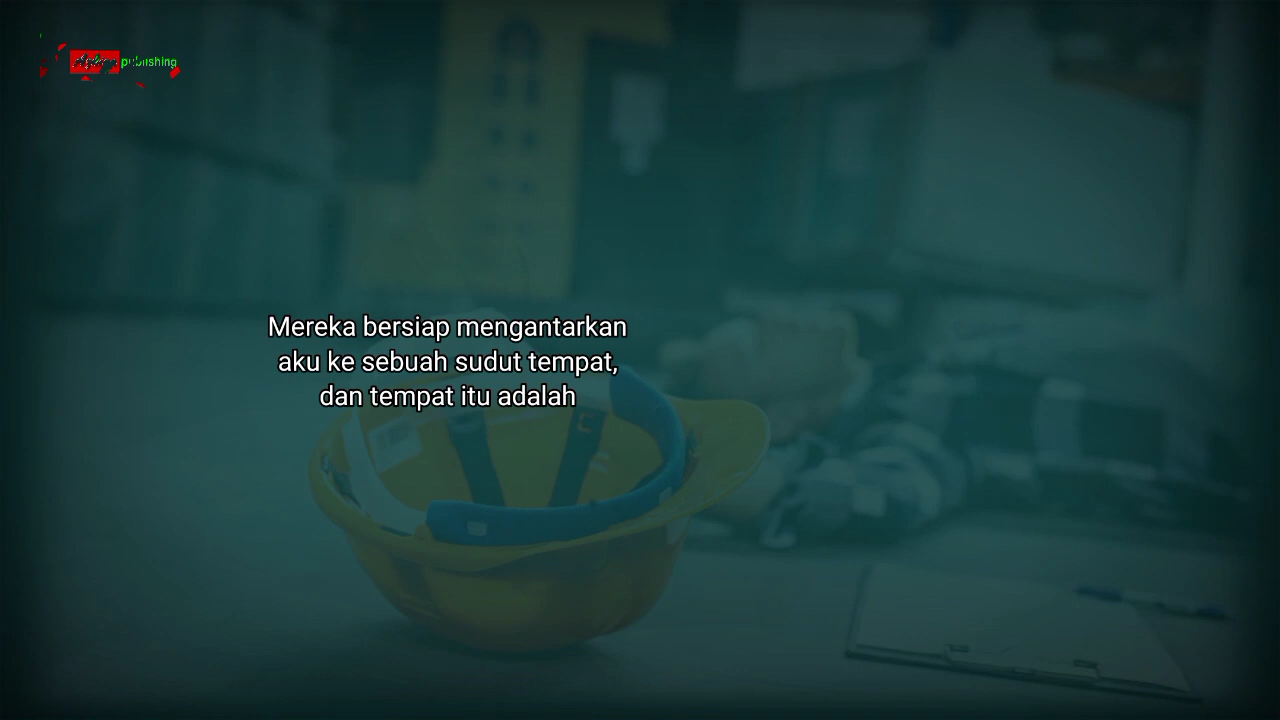 publishing
Mereka bersiap mengantarkan
aku ke sebuah sudut tempat,
dan tempat itu adalah